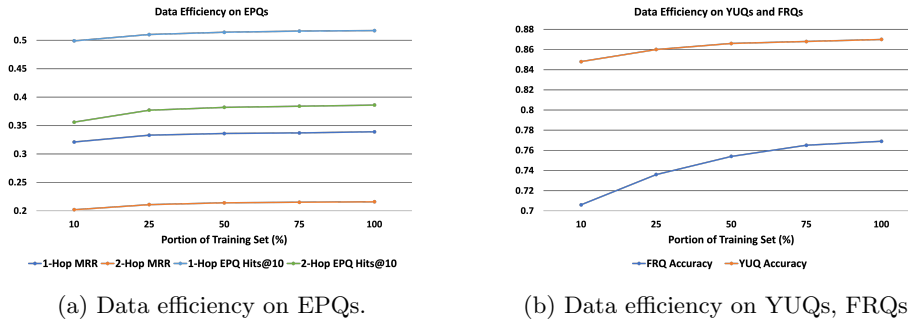 Data Efficiency on EPQs
0.5
0.45
0.4
0.35
0.3
0.25
0.2
10 25 50 75 100
Portion of Training Set (%)
1-Hop MRR 2-Hop MRR 1-Hop EPQ Hits@10 2-Hop EPQ Hits@10
(a) Data efficiency on EPQs.
Data Efficiency on YUQs and FRQs
0.88
0.86
0.84
0.82
0.8
0.78
0.76
0.74
0.72
0.7
10 25 50 75 100
Portion of Training Set (%)
FRQ Accuracy YUQ Accuracy
(b) Data efficiency on YUQs, FRQs